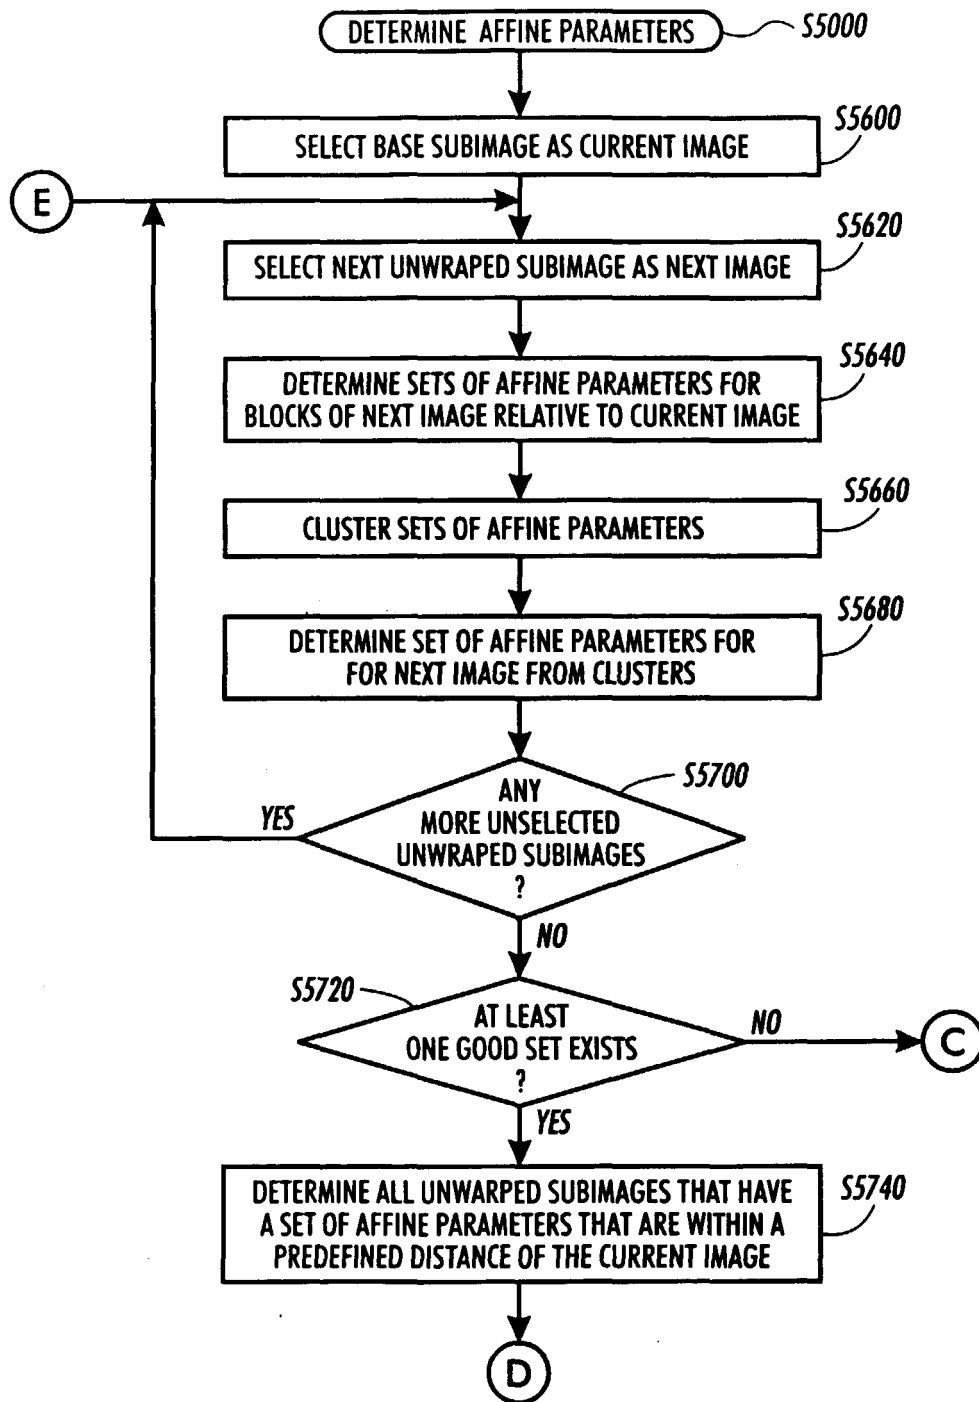 DETERMINE AFFINE PARAMETERS
S5000
S5600
SELECT BASE SUBIMAGE AS CURRENT IMAGE
E
S5620
SELECT NEXT UNWRAPED SUBIMAGE AS NEXT IMAGE
S5640
DETERMINE SETS OF AFFINE PARAMETERS FOR
BLOCKS OF NEXT IMAGE RELATIVE TO CURRENT IMAGE
S5660
CLUSTER SETS OF AFFINE PARAMETERS
S5680
DETERMINE SET OF AFFINE PARAMETERS FOR
FOR NEXT IMAGE FROM CLUSTERS
S5700
YES
ANY
MORE UNSELECTED
UNWRAPED SUBIMAGES
?
NO
S5720
AT LEAST
ONE GOOD SET EXISTS
?
NO
C
YES
S5740
DETERMINE ALL UNWARPED SUBIMAGES THAT HAVE
A SET OF AFFINE PARAMETERS THAT ARE WITHIN A
PREDEFINED DISTANCE OF THE CURRENT IMAGE
D